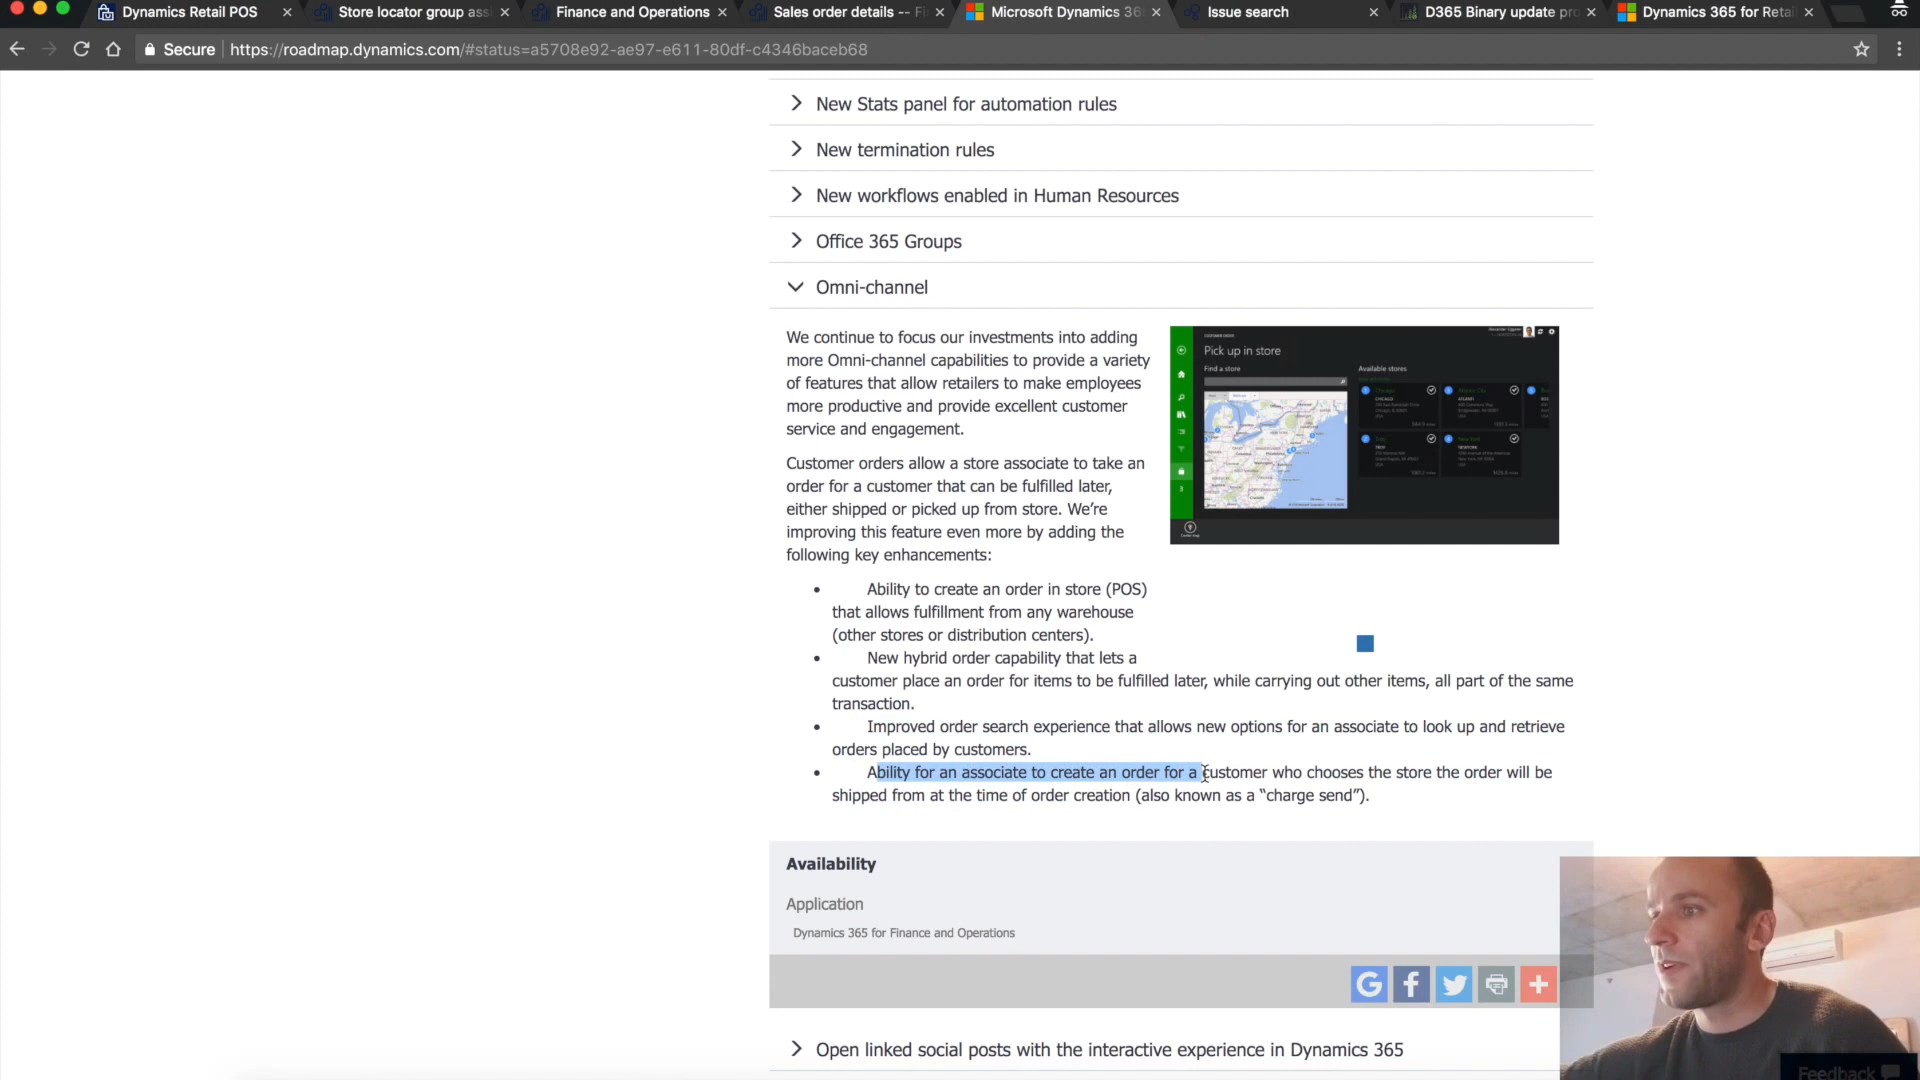 Dynamics Retail POS
Store locator group ass
Finance and Operations
Sales order details -- Fi
Microsoft Dynamics 36
Issue search
D365 Binary update pro
Dynamics 365 for Retai
Secure
https://roadmap.dynamics.com/#status=a5708e92-ae97-e611-80df-c4346baceb68
New Stats panel for automation rules
New termination rules
New workflows enabled in Human Resources
Office 365 Groups
Omni-channel
We continue to focus our investments into adding
more Omni-channel capabilities to provide a variety
of features that allow retailers to make employees
more productive and provide excellent customer
service and engagement.
Customer orders allow a store associate to take an
order for a customer that can be fulfilled later,
either shipped or picked up from store. We're
improving this feature even more by adding the
following key enhancements:
Pick up in store
Find a store
Available stores
• Ability to create an order in store (POS)
that allows fulfillment from any warehouse
(other stores or distribution centers).
• New hybrid order capability that lets a
customer place an order for items to be fulfilled later, while carrying out other items, all part of the same
transaction.
• Improved order search experience that allows new options for an associate to look up and retrieve
orders placed by customers.
• Ability for an associate to create an order for a customer who chooses the store the order will be
shipped from at the time of order creation (also known as a “charge send”).
Availability
Application
Dynamics 365 for Finance and Operations
Open linked social posts with the interactive experience in Dynamics 365
Feedback